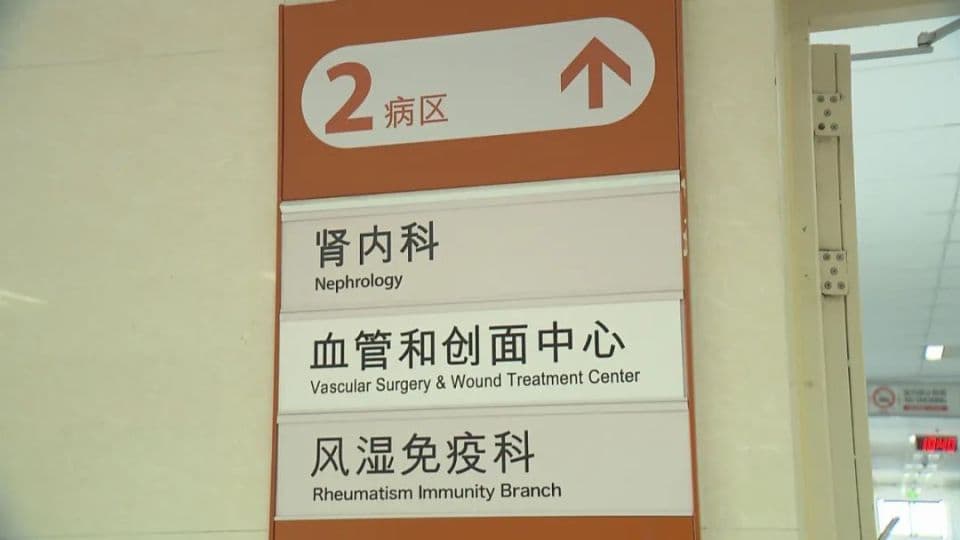 2 病区
肾内科
Nephrology
血管和创面中心
Vascular Surgery & Wound Treatment Center
风湿免疫科
Rheumatism Immunity Branch